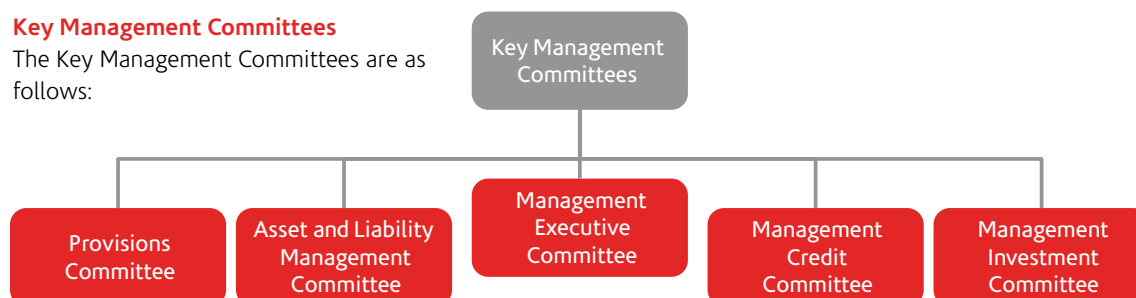 Key Management Committees
The Key Management Committees are as
follows:
Key Management
Committees
Provisions
Committee
Asset and Liability
Management
Committee
Management
Executive
Committee
Management
Credit
Committee
Management
Investment
Committee